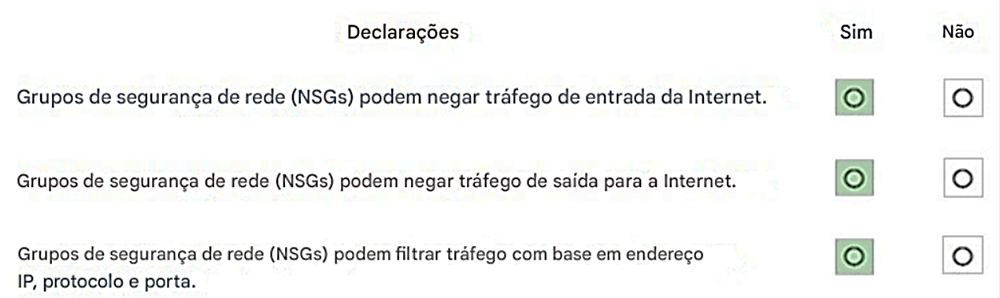 Declarações Sim Não
Grupos de segurança de rede (NSGs) podem negar tráfego de entrada da Internet.
Grupos de segurança de rede (NSGs) podem negar tráfego de saída para a Internet.
Grupos de segurança de rede (NSGs) podem filtrar tráfego com base em endereço
IP, protocolo e porta.